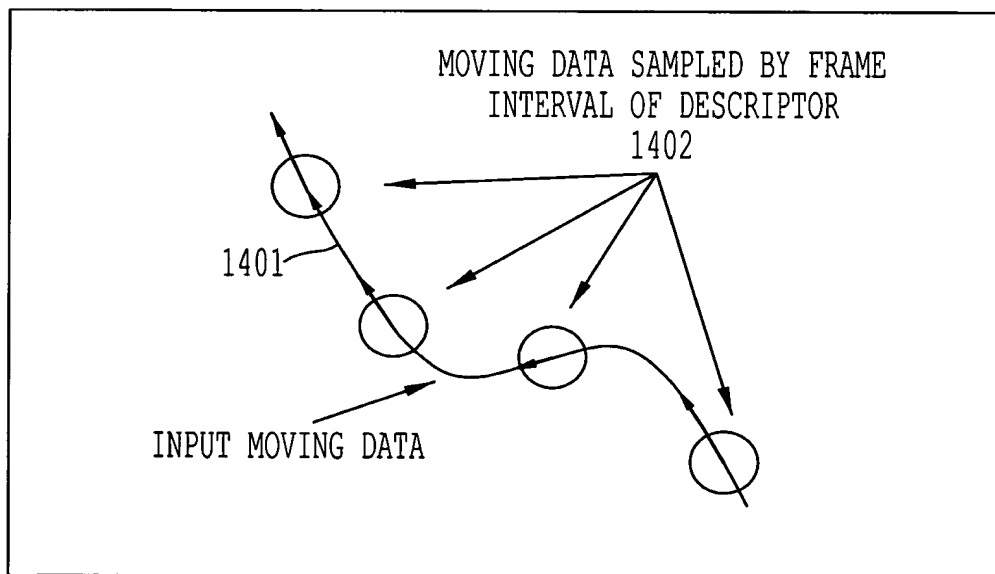 MOVING DATA SAMPLED BY FRAME
INTERVAL OF DESCRIPTOR
1402
1401
INPUT MOVING DATA